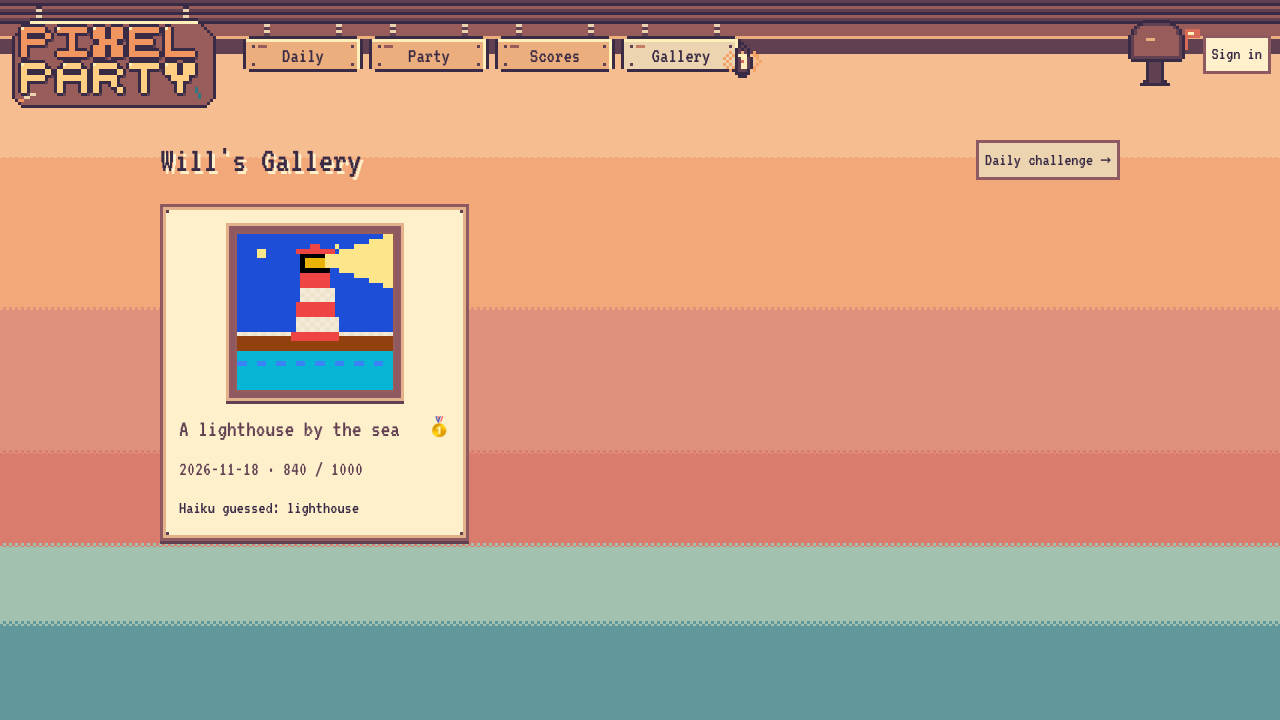 PIXEL
PARTY
Daily
Party
Scores
Gallery
Sign in
Will's Gallery
Daily challenge →
A lighthouse by the sea
2026-11-18 · 840 / 1000
Haiku guessed: lighthouse